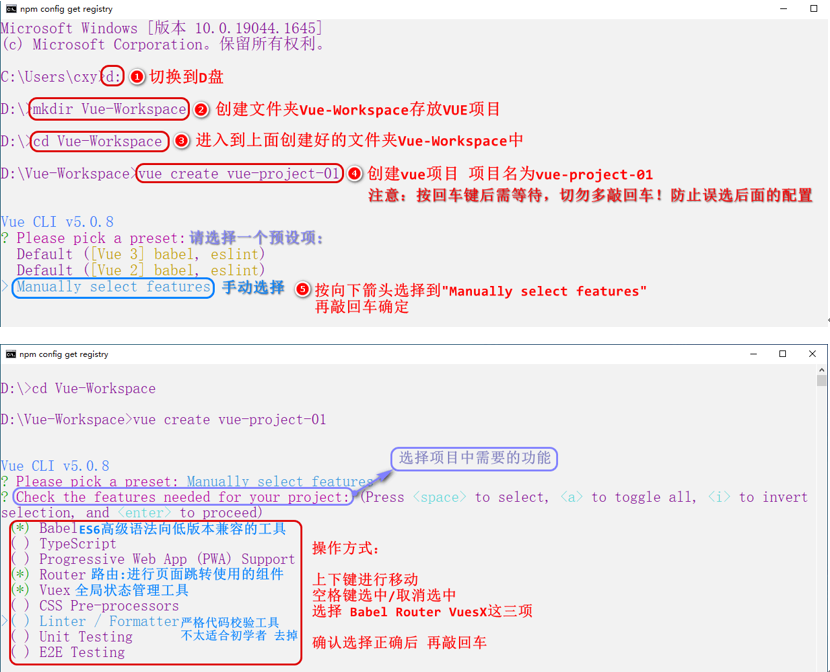 npm config get registry
Microsoft Windows [版本 10.0.19044.1645]
(c) Microsoft Corporation。保留所有权利。
C:\Users\cxy>d: 1 切换到D盘
D:\>mkdir Vue-Workspace 2 创建文件夹Vue-Workspace存放VUE项目
D:\>cd Vue-Workspace 3 进入到上面创建好的文件夹Vue-Workspace中
D:\Vue-Workspace>vue create vue-project-01 4 创建vue项目 项目名为vue-project-01
注意：按回车键后需等待，切勿多敲回车！防止误选后面的配置
Vue CLI v5.0.8
? Please pick a preset: 请选择一个预设项：
Default ([Vue 3] babel, eslint)
Default ([Vue 2] babel, eslint)
> Manually select features 手动选择 5 按向下箭头选择到"Manually select features"
再敲回车确定
npm config get registry
D:\>cd Vue-Workspace
D:\Vue-Workspace>vue create vue-project-01
选择项目中需要的功能
Vue CLI v5.0.8
? Please pick a preset: Manually select features
? Check the features needed for your project: (Press <space> to select, <a> to toggle all, <i> to invert
selection, and <enter> to proceed)
(*) Babel ES6高级语法向低版本兼容的工具
( ) TypeScript
( ) Progressive Web App (PWA) Support
(*) Router 路由:进行页面跳转使用的组件
(*) Vuex 全局状态管理工具
( ) CSS Pre-processors
>( ) Linter / Formatter 严格代码校验工具
( ) Unit Testing 不太适合初学者 去掉
( ) E2E Testing
操作方式：
上下键进行移动
空格键选中/取消选中
选择 Babel Router VuesX这三项
确认选择正确后 再敲回车